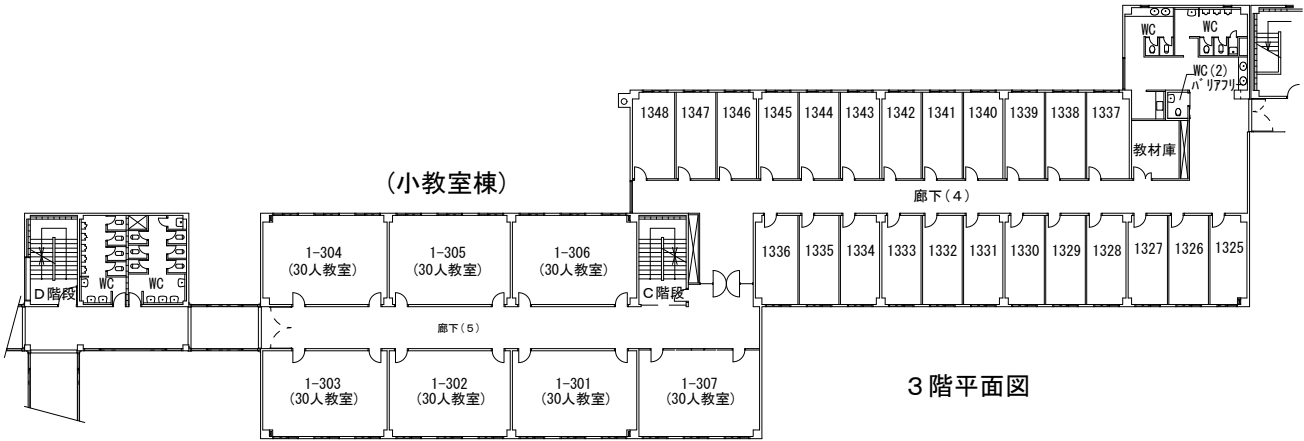 WC
WC
WC(2)
バリアフリー
1348
1347
1346
1345
1344
1343
1342
1341
1340
1339
1338
1337
教材庫
(小教室棟)
廊下(4)
1336
1335
1334
1333
1332
1331
1330
1329
1328
1327
1326
1325
1-304
(30人教室)
1-305
(30人教室)
1-306
(30人教室)
D階段
WC
WC
C階段
廊下(5)
1-303
(30人教室)
1-302
(30人教室)
1-301
(30人教室)
1-307
(30人教室)
3階平面図